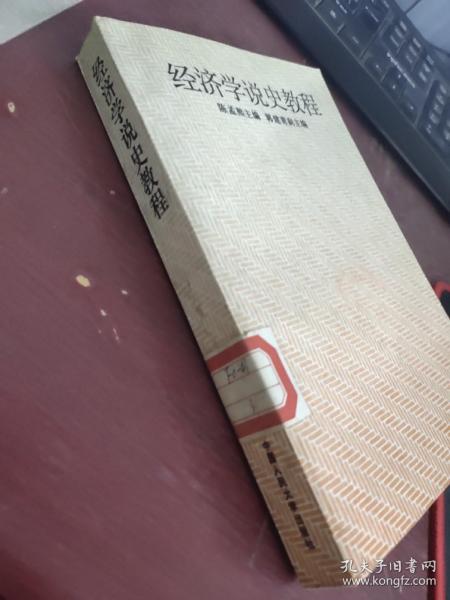 经济学说史教程
陈孟熙主编 郭建青副主编
经济学说史教程
中国人民大学出版社
孔夫子旧书网
www.kongfz.com